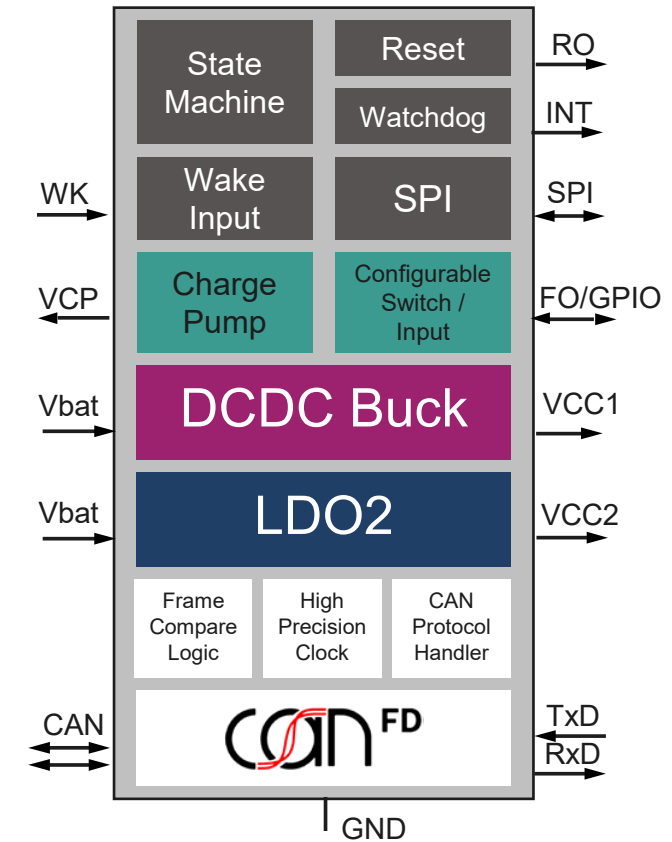 State
Machine
Reset
RO
Watchdog
INT
WK
Wake
Input
SPI
SPI
VCP
Charge
Pump
Configurable
Switch /
Input
FO/GPIO
Vbat
DCDC Buck
VCC1
Vbat
LDO2
VCC2
Frame
Compare
Logic
High
Precision
Clock
CAN
Protocol
Handler
CAN
CAN FD
TxD
RxD
GND